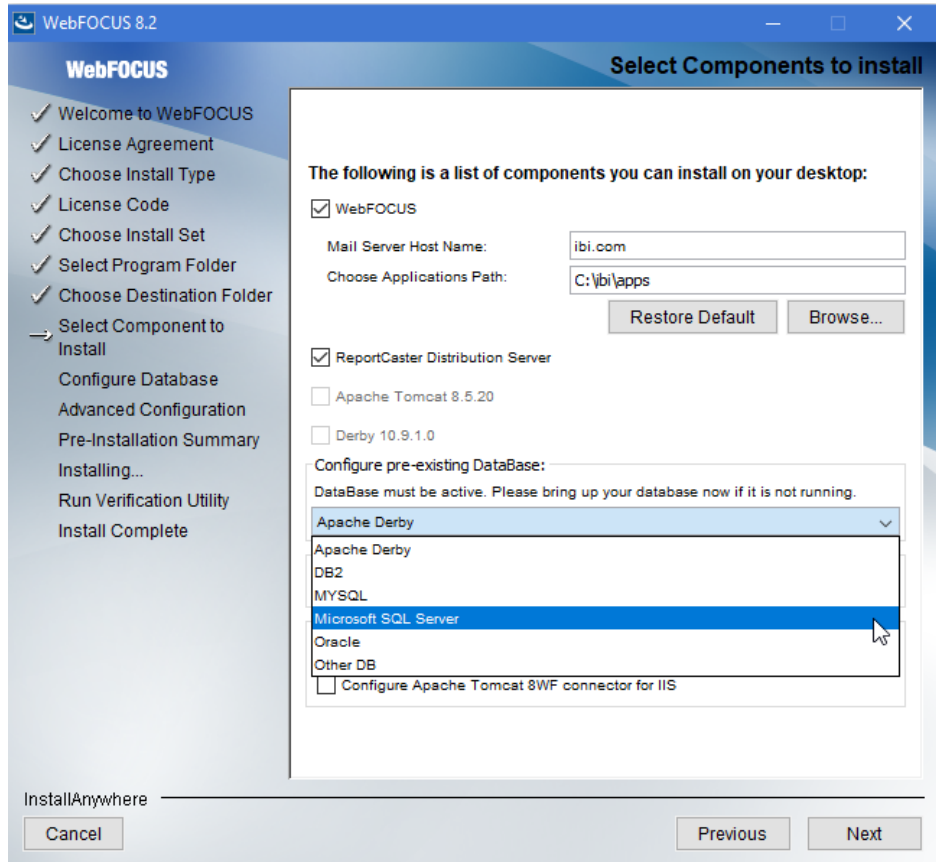 WebFOCUS 8.2
WebFOCUS
Select Components to install
Welcome to WebFOCUS
License Agreement
Choose Install Type
License Code
Choose Install Set
Select Program Folder
Choose Destination Folder
Select Component to
Install
Configure Database
Advanced Configuration
Pre-Installation Summary
Installing...
Run Verification Utility
Install Complete
The following is a list of components you can install on your desktop:
WebFOCUS
Mail Server Host Name:
ibi.com
Choose Applications Path:
C:\ibi\apps
Restore Default
Browse...
ReportCaster Distribution Server
Apache Tomcat 8.5.20
Derby 10.9.1.0
Configure pre-existing DataBase:
DataBase must be active. Please bring up your database now if it is not running.
Apache Derby
Apache Derby
DB2
MYSQL
Microsoft SQL Server
Oracle
Other DB
Configure Apache Tomcat 8WF connector for IIS
InstallAnywhere
Cancel
Previous
Next